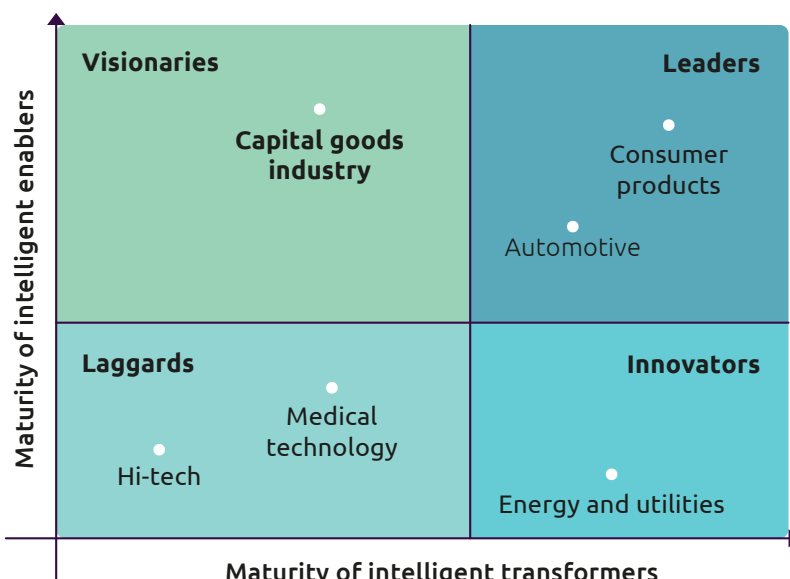 Maturity of intelligent enablers
Visionaries
Leaders
Capital goods
industry
Consumer
products
Automotive
Laggards
Innovators
Medical
technology
Hi-tech
Energy and utilities
Maturity of intelligent transformers